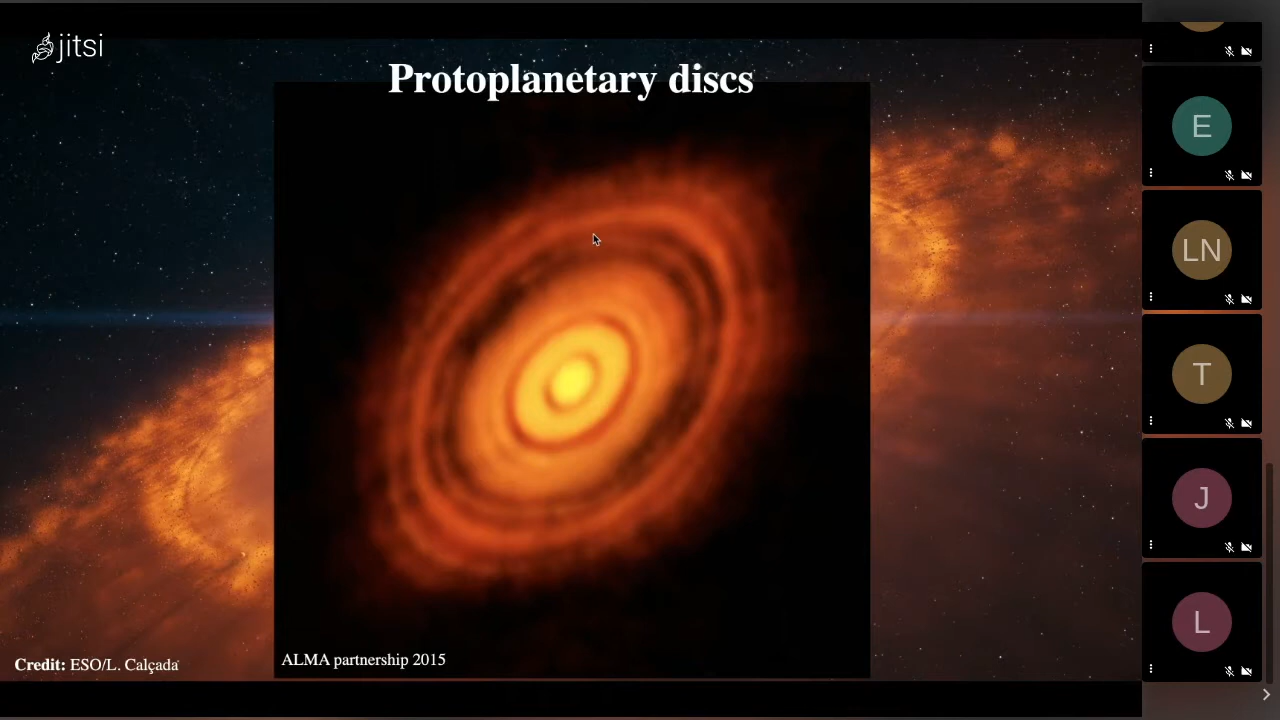 jitsi
Protoplanetary discs
E
LN
T
J
L
ALMA partnership 2015
Credit: ESO/L. Calçada